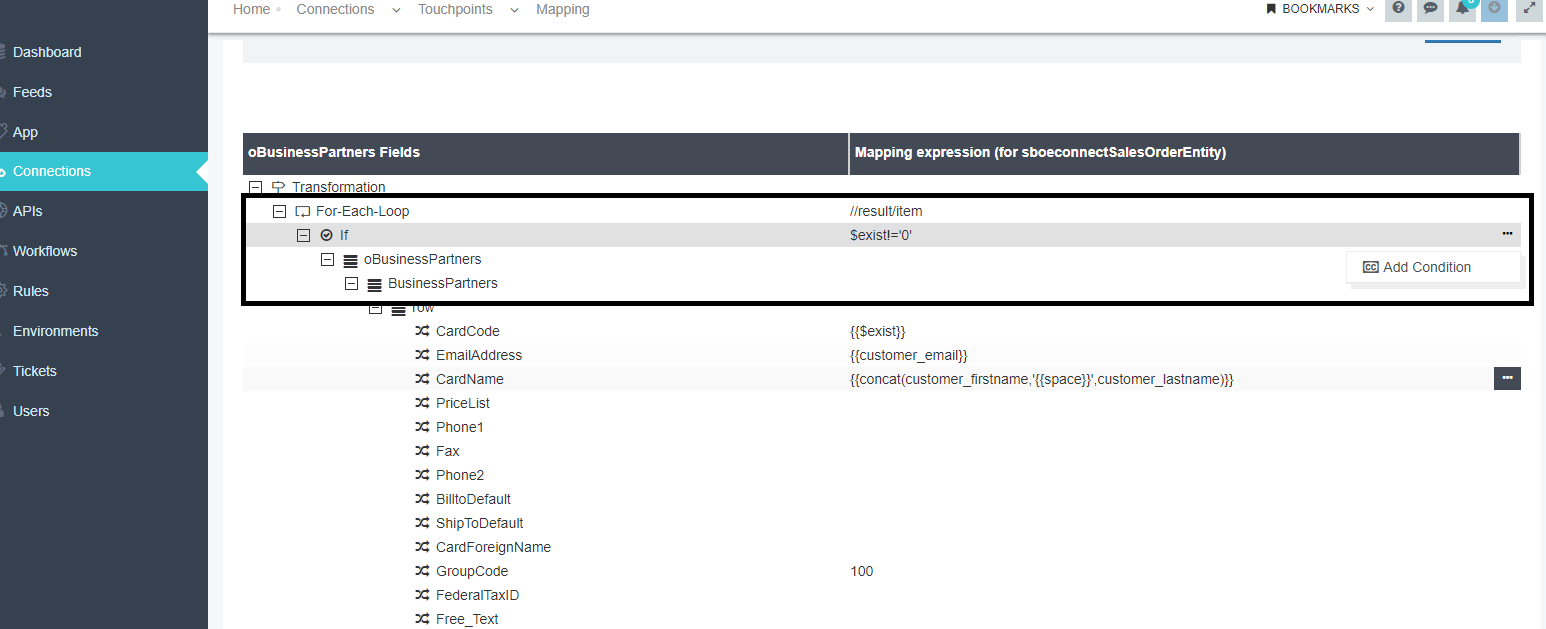 Home Connections Touchpoints Mapping BOOKMARKS
Dashboard
Feeds
App
Connections
APIs
Workflows
Rules
Environments
Tickets
Users
oBusinessPartners Fields Mapping expression (for sboeconnectSalesOrderEntity)
Transformation
For-Each-Loop //result/item
If $exist!='0'
oBusinessPartners
Add Condition
BusinessPartners
row
CardCode {{$exist}}
EmailAddress {{customer_email}}
CardName {{concat(customer_firstname,'{{space}}',customer_lastname)}}
PriceList
Phone1
Fax
Phone2
BilltoDefault
ShipToDefault
CardForeignName
GroupCode 100
FederalTaxID
Free_Text